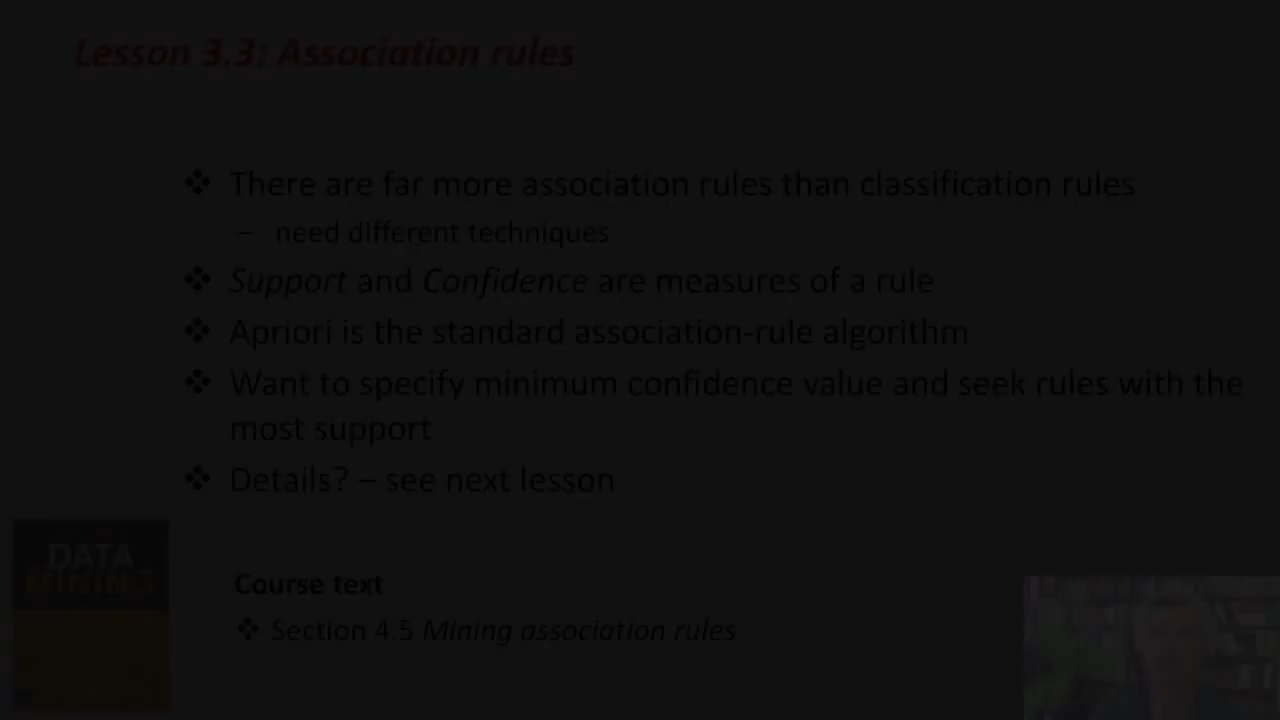 Lesson 3.3: Association rules
❖ There are far more association rules than classification rules
– need different techniques
❖ Support and Confidence are measures of a rule
❖ Apriori is the standard association-rule algorithm
❖ Want to specify minimum confidence value and seek rules with the
most support
❖ Details? – see next lesson
DATA
MINING
Course text
❖ Section 4.5 Mining association rules